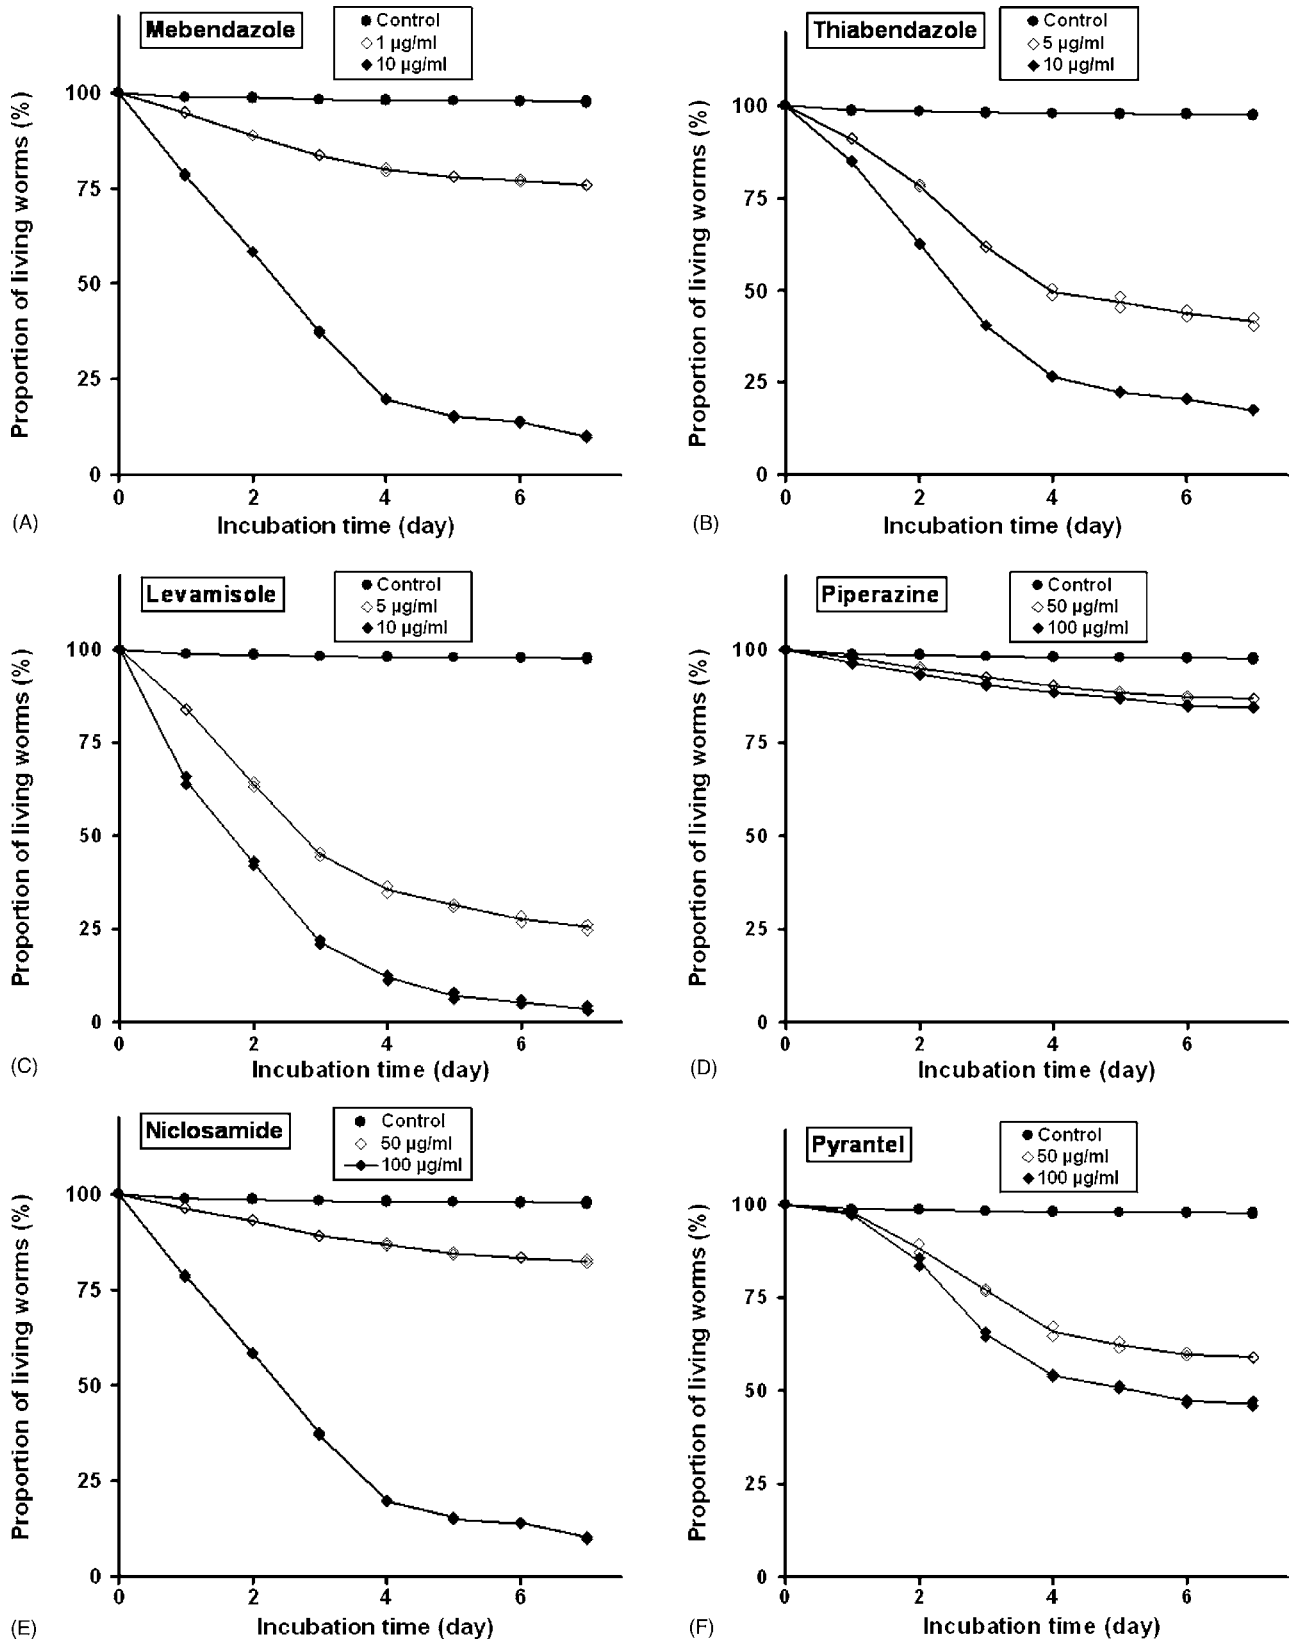 Mebendazole
Control
1 µg/ml
10 µg/ml
Proportion of living worms (%)
100
75
50
25
0
0 2 4 6
Incubation time (day)
(A)
Thiabendazole
Control
5 µg/ml
10 µg/ml
Proportion of living worms (%)
100
75
50
25
0
0 2 4 6
Incubation time (day)
(B)
Levamisole
Control
5 µg/ml
10 µg/ml
Proportion of living worms (%)
100
75
50
25
0
0 2 4 6
Incubation time (day)
(C)
Piperazine
Control
50 µg/ml
100 µg/ml
Proportion of living worms (%)
100
75
50
25
0
0 2 4 6
Incubation time (day)
(D)
Niclosamide
Control
50 µg/ml
100 µg/ml
Proportion of living worms (%)
100
75
50
25
0
0 2 4 6
Incubation time (day)
(E)
Pyrantel
Control
50 µg/ml
100 µg/ml
Proportion of living worms (%)
100
75
50
25
0
0 2 4 6
Incubation time (day)
(F)